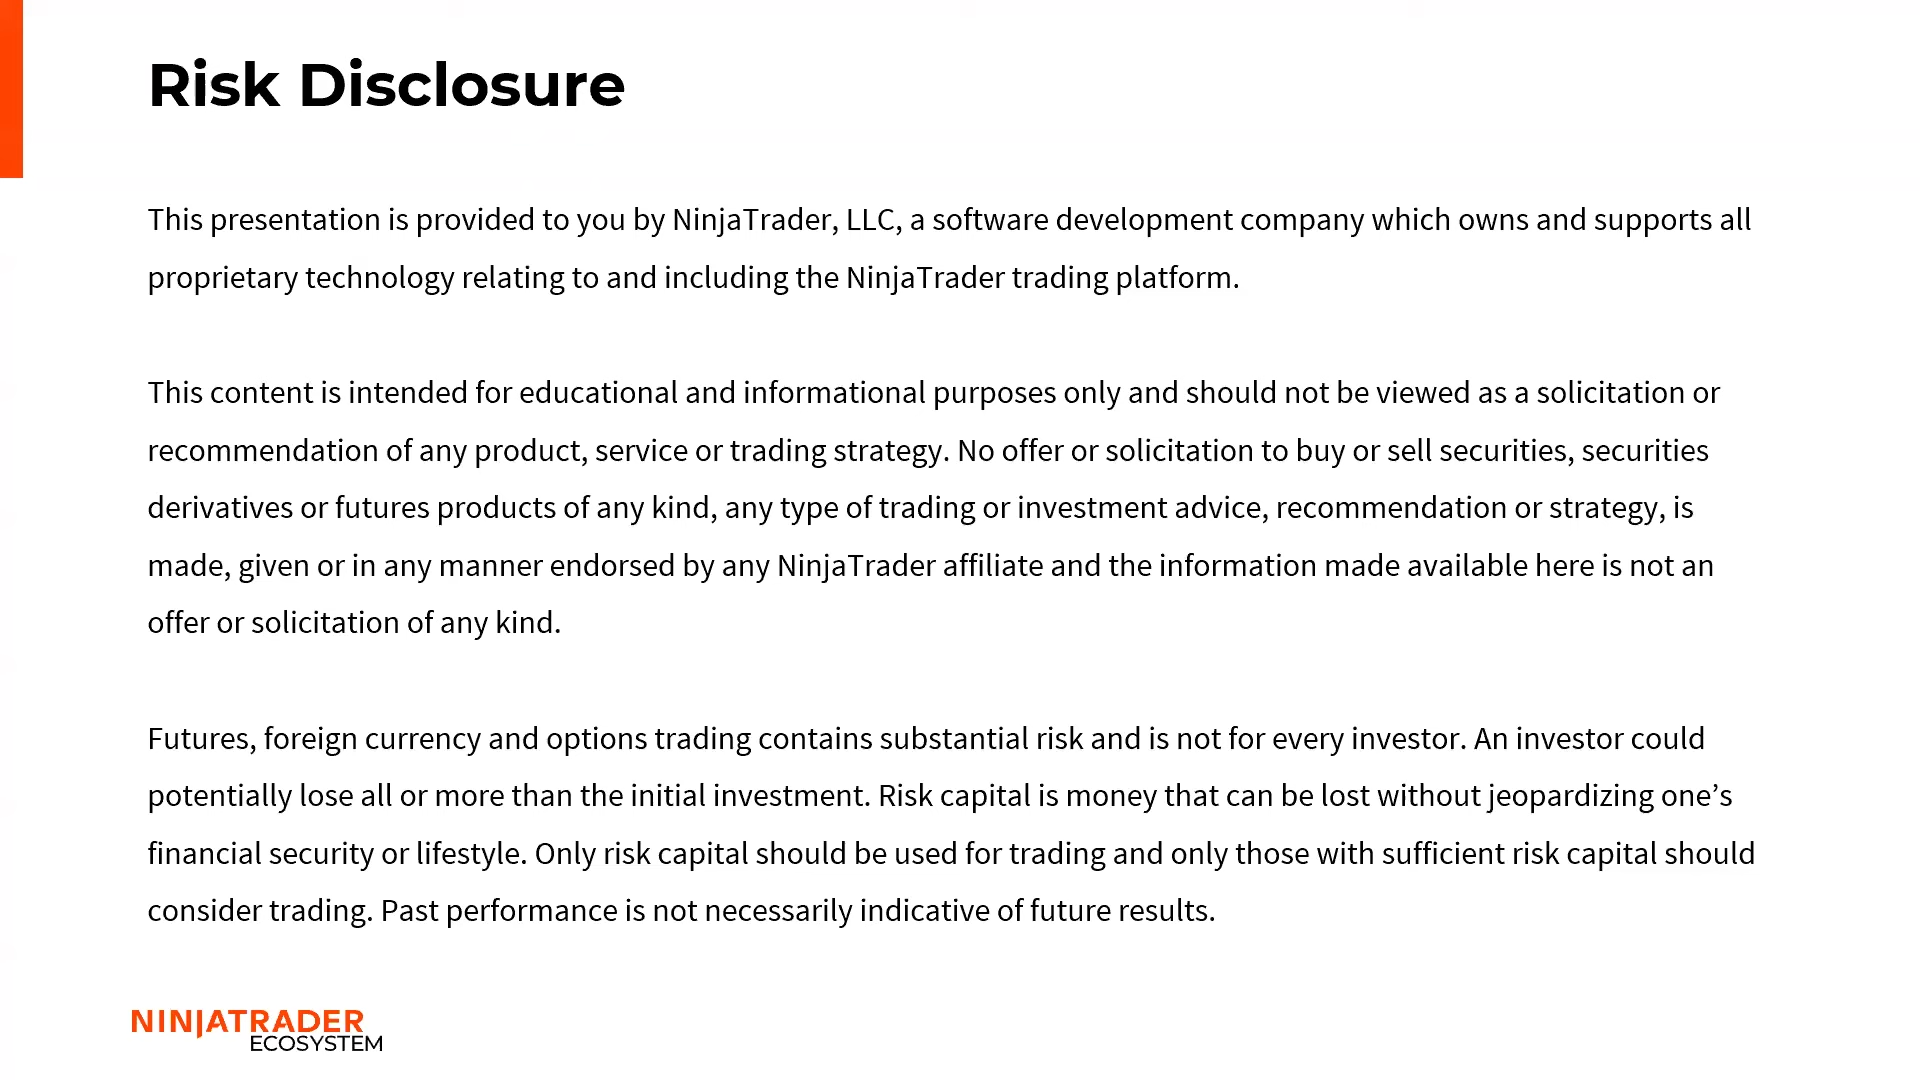 Risk Disclosure
This presentation is provided to you by NinjaTrader, LLC, a software development company which owns and supports all
proprietary technology relating to and including the NinjaTrader trading platform.
This content is intended for educational and informational purposes only and should not be viewed as a solicitation or
recommendation of any product, service or trading strategy. No offer or solicitation to buy or sell securities, securities
derivatives or futures products of any kind, any type of trading or investment advice, recommendation or strategy, is
made, given or in any manner endorsed by any NinjaTrader affiliate and the information made available here is not an
offer or solicitation of any kind.
Futures, foreign currency and options trading contains substantial risk and is not for every investor. An investor could
potentially lose all or more than the initial investment. Risk capital is money that can be lost without jeopardizing one’s
financial security or lifestyle. Only risk capital should be used for trading and only those with sufficient risk capital should
consider trading. Past performance is not necessarily indicative of future results.
NINJATRADER
ECOSYSTEM